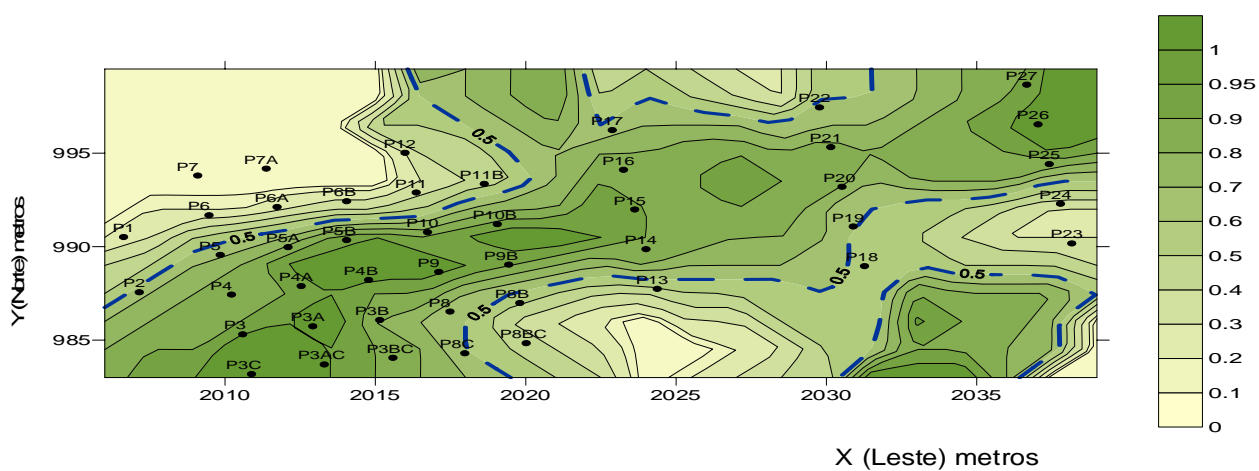 P27
1
0.95
0.9
0.8
0.7
0.6
0.5
0.4
0.3
0.2
0.1
0
P22
P26
P17
0.5
P21
P12
995
P25
P7A
P16
P7
P11B
P20
P11
P6B
P24
P6A
P6
P15
P10B
P19
P1
P10
P5B
P23
0.5
P5A
P14
990
P5
P9B
P18
P9
P4B
0.5
0.5
P4A
P13
P2
P4
P8B
P8
P3B
0.5
P3A
P3
P8BC
985
P8C
P3BC
P3AC
P3C
Y(Norte) metros
2010
2015
2020
2025
2030
2035
X (Leste) metros